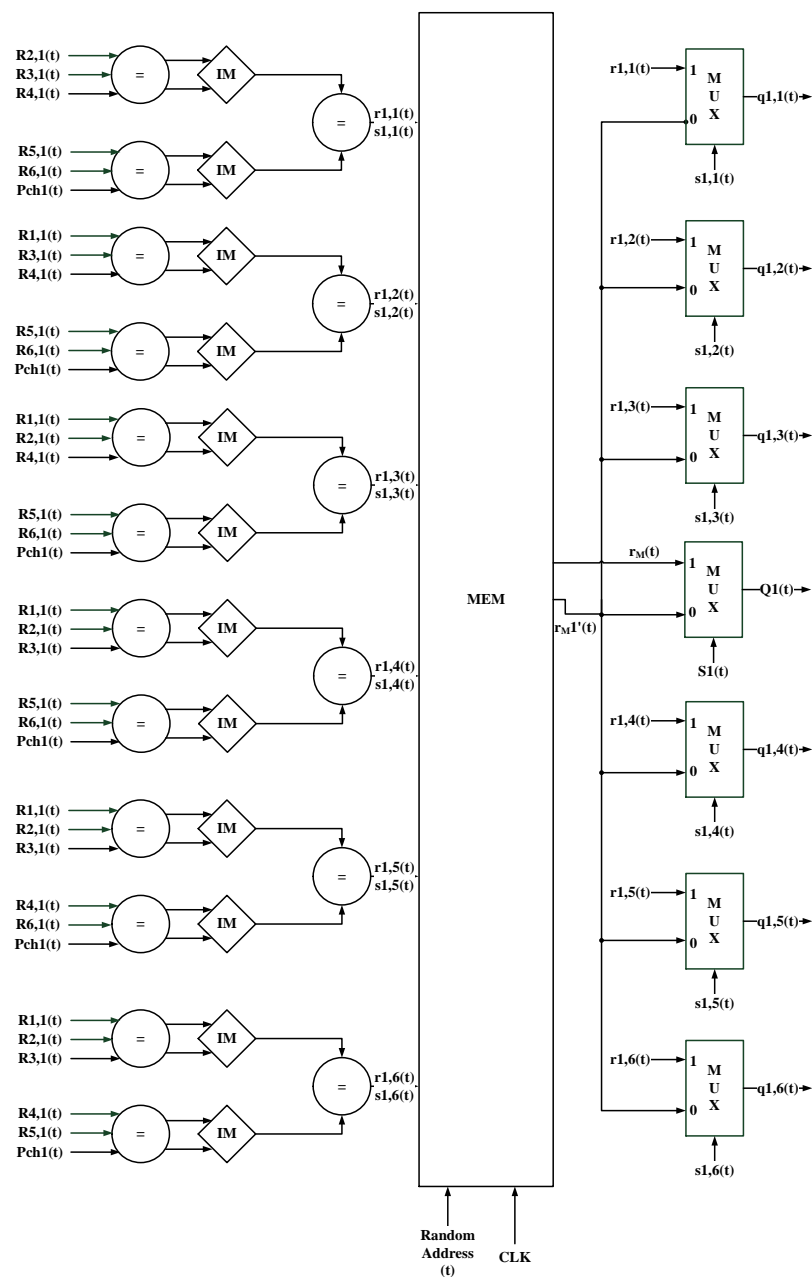 R2,1(t)
R3,1(t)
R4,1(t)
=
IM
R5,1(t)
R6,1(t)
Pch1(t)
=
IM
=
r1,1(t)
s1,1(t)
R1,1(t)
R3,1(t)
R4,1(t)
=
IM
R5,1(t)
R6,1(t)
Pch1(t)
=
IM
=
r1,2(t)
s1,2(t)
R1,1(t)
R2,1(t)
R4,1(t)
=
IM
R5,1(t)
R6,1(t)
Pch1(t)
=
IM
=
r1,3(t)
s1,3(t)
R1,1(t)
R2,1(t)
R3,1(t)
=
IM
R5,1(t)
R6,1(t)
Pch1(t)
=
IM
=
r1,4(t)
s1,4(t)
R1,1(t)
R2,1(t)
R3,1(t)
=
IM
R4,1(t)
R6,1(t)
Pch1(t)
=
IM
=
r1,5(t)
s1,5(t)
R1,1(t)
R2,1(t)
R3,1(t)
=
IM
R4,1(t)
R5,1(t)
Pch1(t)
=
IM
=
r1,6(t)
s1,6(t)
MEM
Random
Address
(t)
CLK
r1,1(t)
1
0
M
U
X
q1,1(t)
s1,1(t)
r1,2(t)
1
0
M
U
X
q1,2(t)
s1,2(t)
r1,3(t)
1
0
M
U
X
q1,3(t)
s1,3(t)
rM(t)
rM1'(t)
1
0
M
U
X
Q1(t)
S1(t)
r1,4(t)
1
0
M
U
X
q1,4(t)
s1,4(t)
r1,5(t)
1
0
M
U
X
q1,5(t)
s1,5(t)
r1,6(t)
1
0
M
U
X
q1,6(t)
s1,6(t)